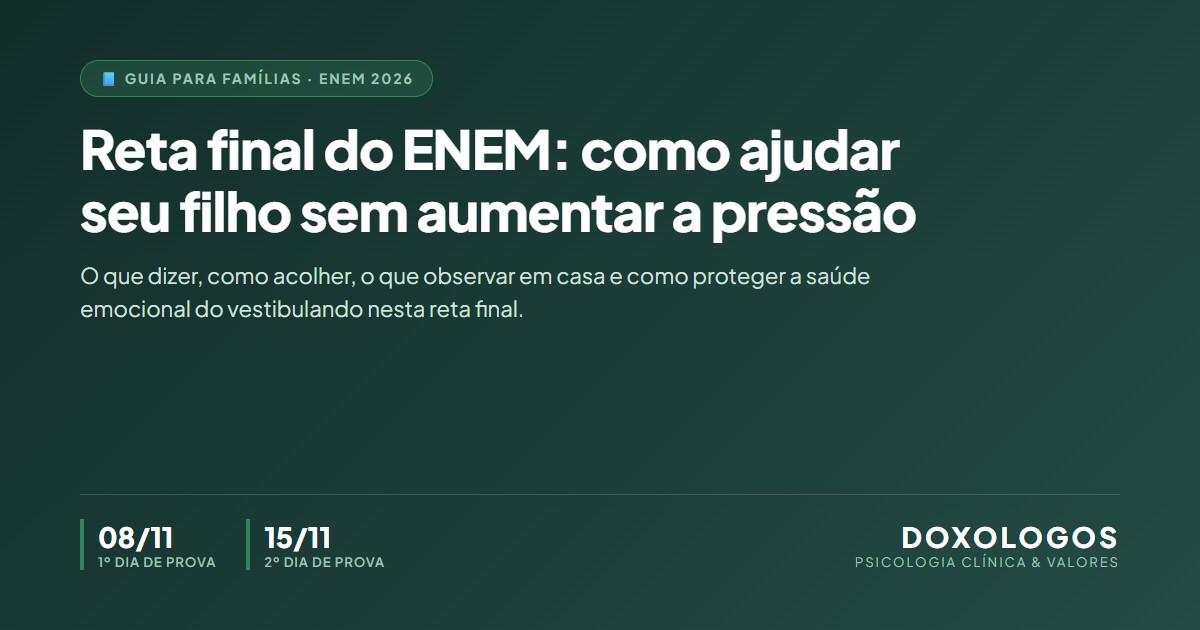 📘 GUIA PARA FAMÍLIAS · ENEM 2026
Reta final do ENEM: como ajudar
seu filho sem aumentar a pressão
O que dizer, como acolher, o que observar em casa e como proteger a saúde
emocional do vestibulando nesta reta final.
08/11
1º DIA DE PROVA
15/11
2º DIA DE PROVA
DOXOLOGOS
PSICOLOGIA CLÍNICA & VALORES